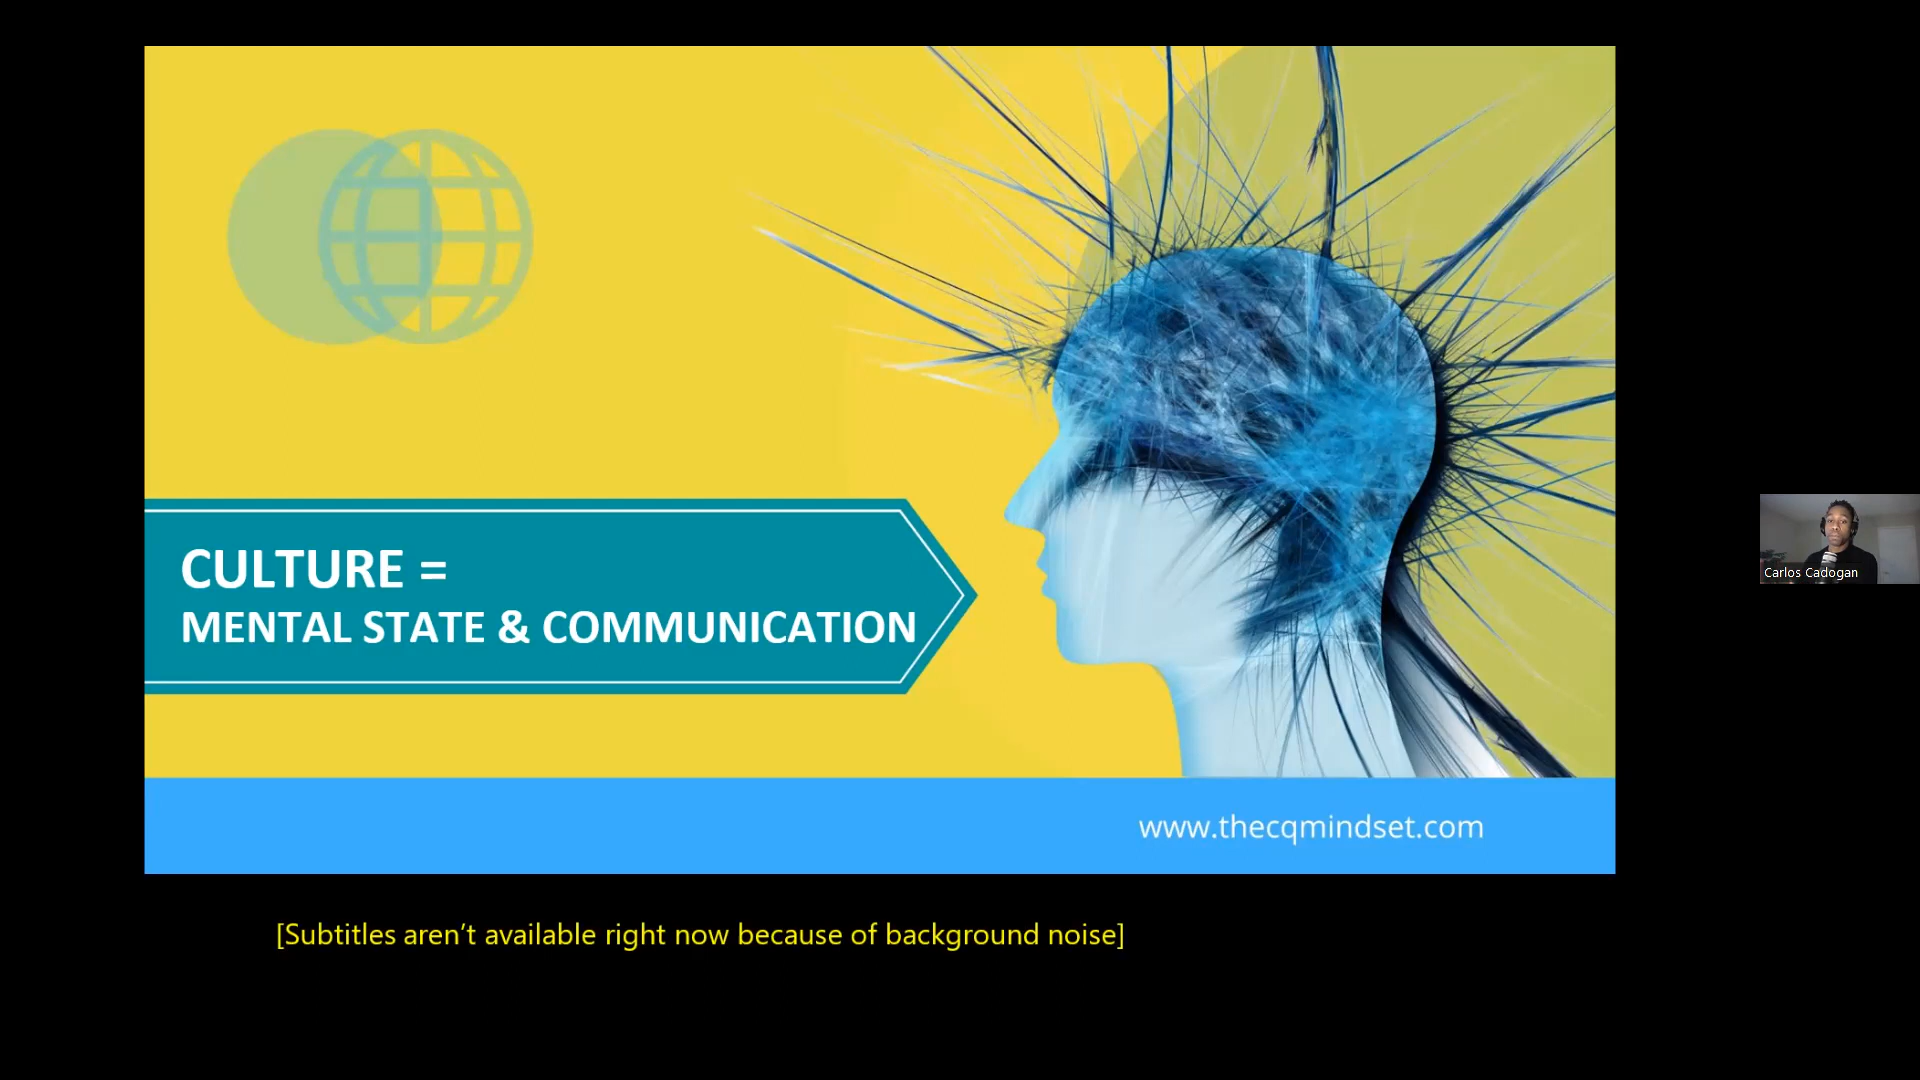 CULTURE =
MENTAL STATE & COMMUNICATION
www.thecqmindset.com
Carlos Cadogan
[Subtitles aren’t available right now because of background noise]